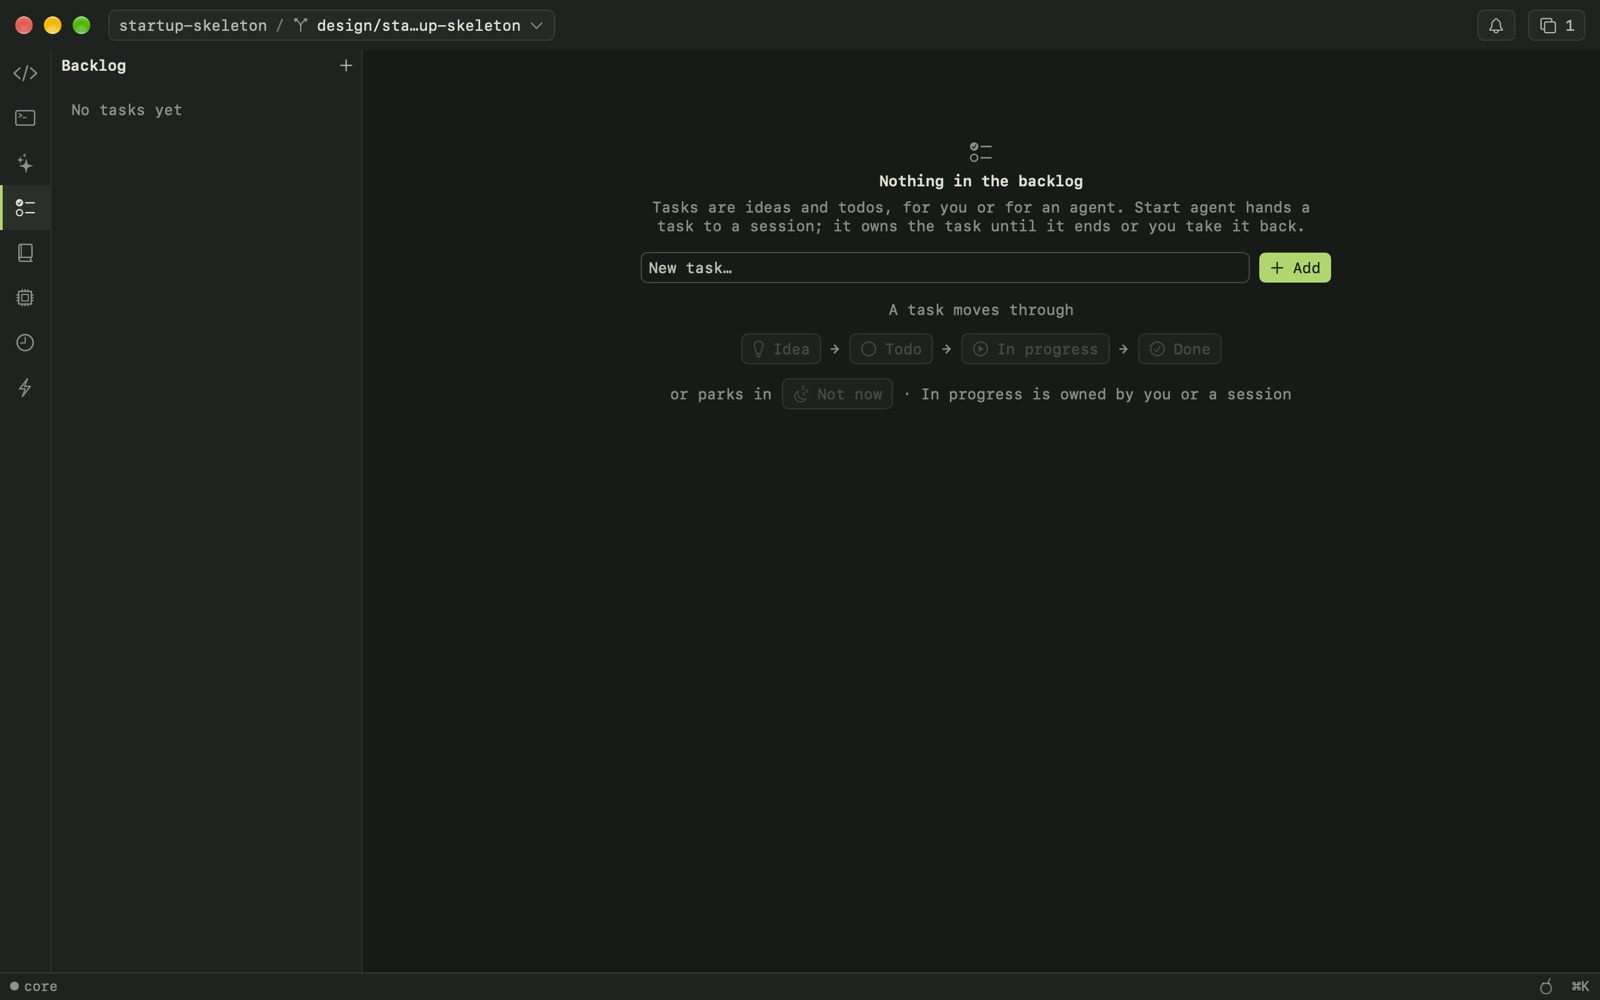 startup-skeleton / design/sta…up-skeleton
1
Backlog
No tasks yet
Nothing in the backlog
Tasks are ideas and todos, for you or for an agent. Start agent hands a
task to a session; it owns the task until it ends or you take it back.
New task…
+ Add
A task moves through
Idea → Todo → In progress → Done
or parks in Not now · In progress is owned by you or a session
core
⌘K